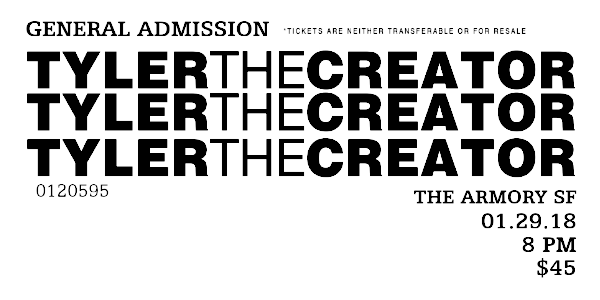 GENERAL ADMISSION *TICKETS ARE NEITHER TRANSFERABLE OR FOR RESALE
TYLERTHECREATOR
TYLERTHECREATOR
TYLERTHECREATOR
0120595
THE ARMORY SF
01.29.18
8 PM
$45